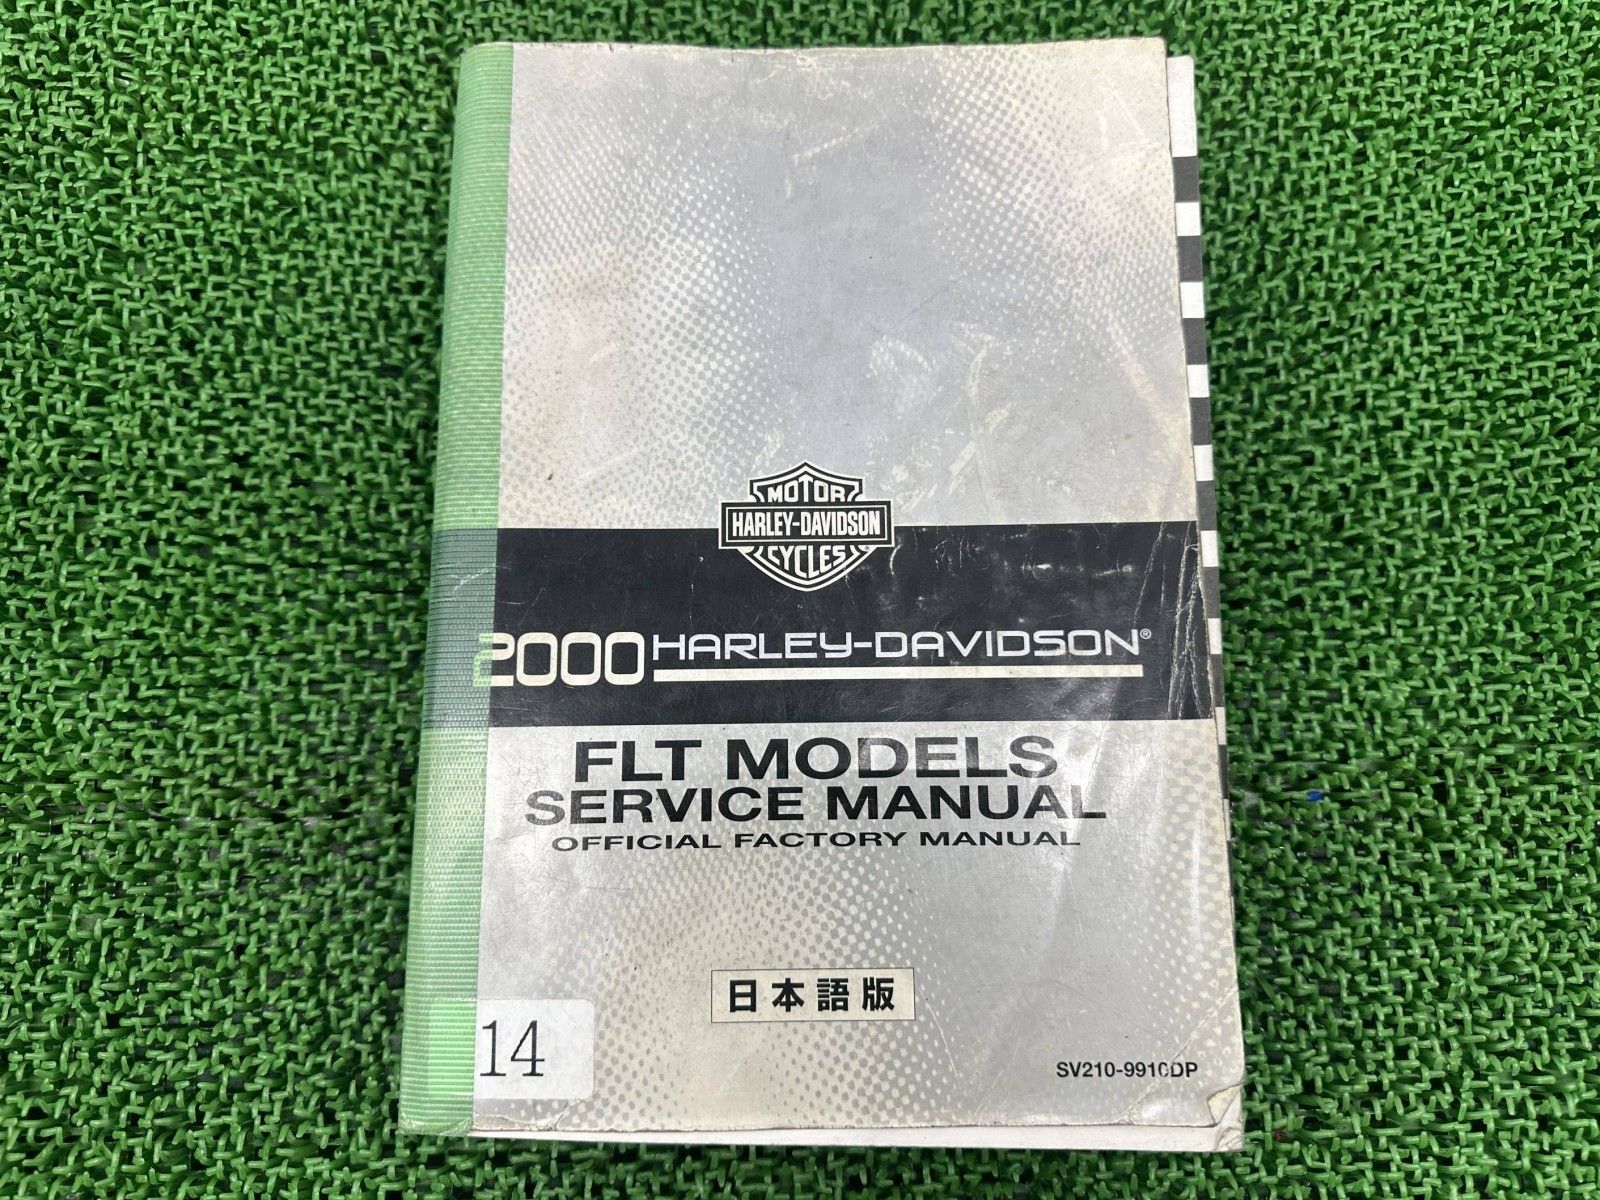 MOTOR
HARLEY-DAVIDSON
CYCLES
2000 HARLEY-DAVIDSON®
FLT MODELS
SERVICE MANUAL
OFFICIAL FACTORY MANUAL
日本語版
14
SV210-9910DP